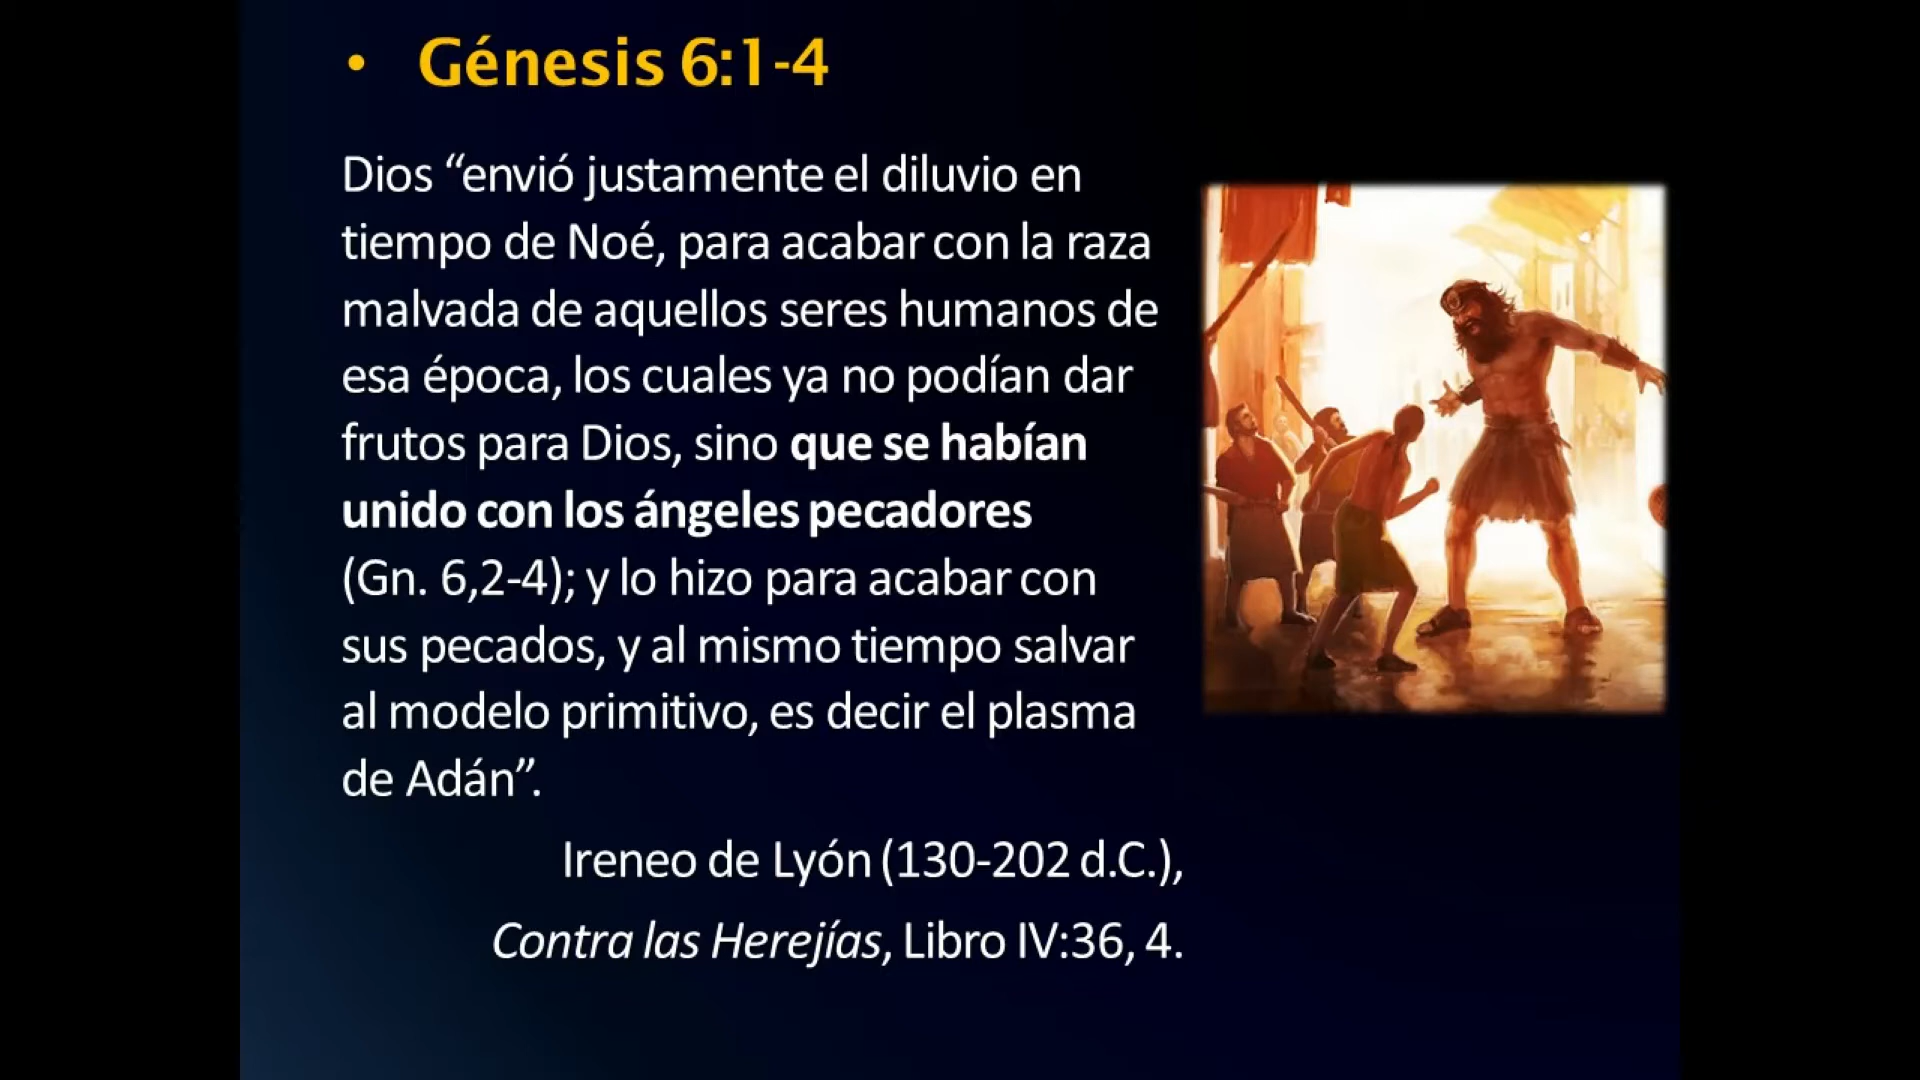 • Génesis 6:1-4
Dios “envió justamente el diluvio en
tiempo de Noé, para acabar con la raza
malvada de aquellos seres humanos de
esa época, los cuales ya no podían dar
frutos para Dios, sino que se habían
unido con los ángeles pecadores
(Gn. 6,2-4); y lo hizo para acabar con
sus pecados, y al mismo tiempo salvar
al modelo primitivo, es decir el plasma
de Adán”.
Ireneo de Lyón (130-202 d.C.),
Contra las Herejías, Libro IV:36, 4.